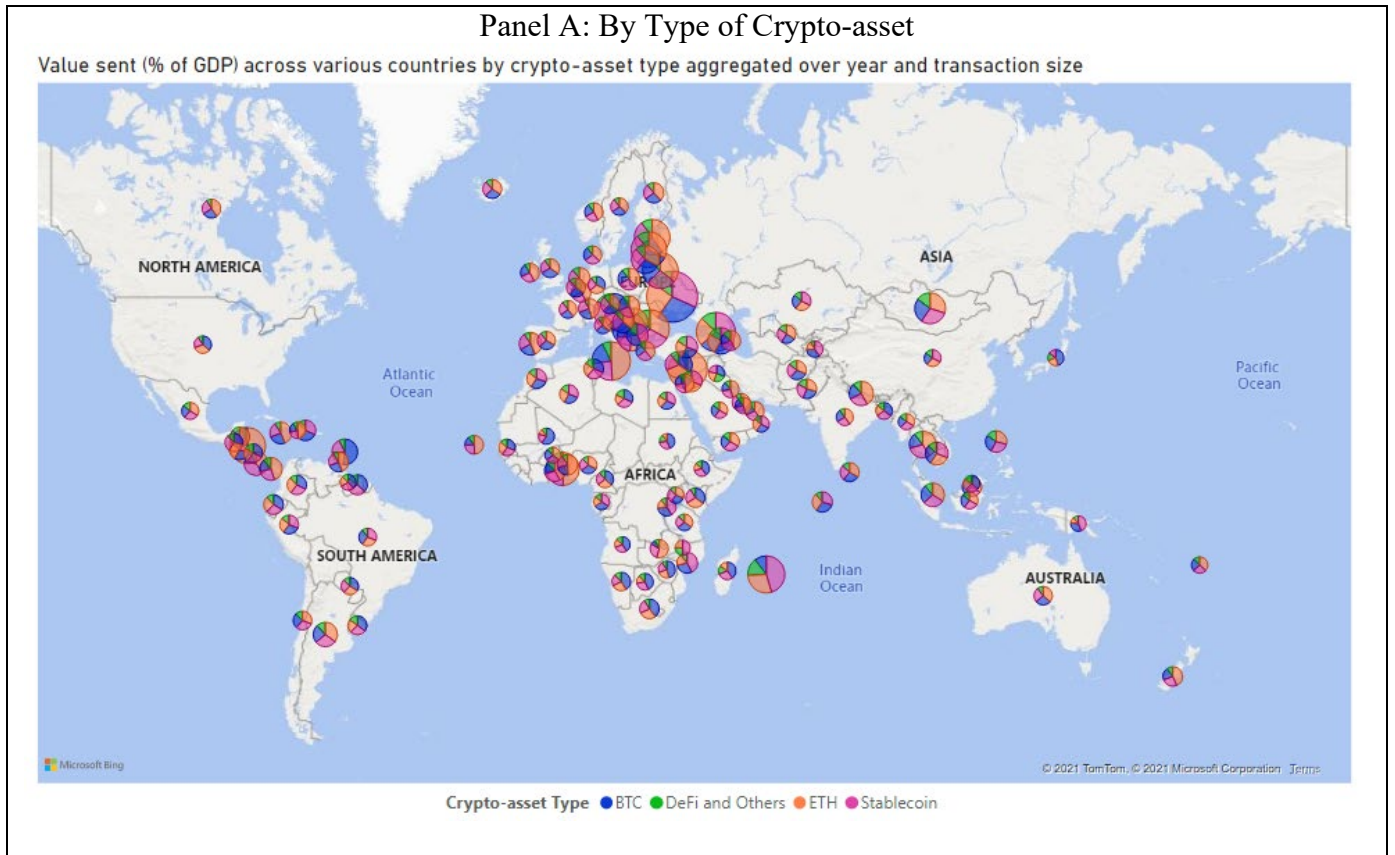 Panel A: By Type of Crypto-asset
Value sent (% of GDP) across various countries by crypto-asset type aggregated over year and transaction size
NORTH AMERICA
EUROPE
ASIA
Atlantic
Ocean
Pacific
Ocean
AFRICA
SOUTH AMERICA
Indian
Ocean
AUSTRALIA
Microsoft Bing
© 2021 TomTom, © 2021 Microsoft Corporation Terms
Crypto-asset Type BTC DeFi and Others ETH Stablecoin